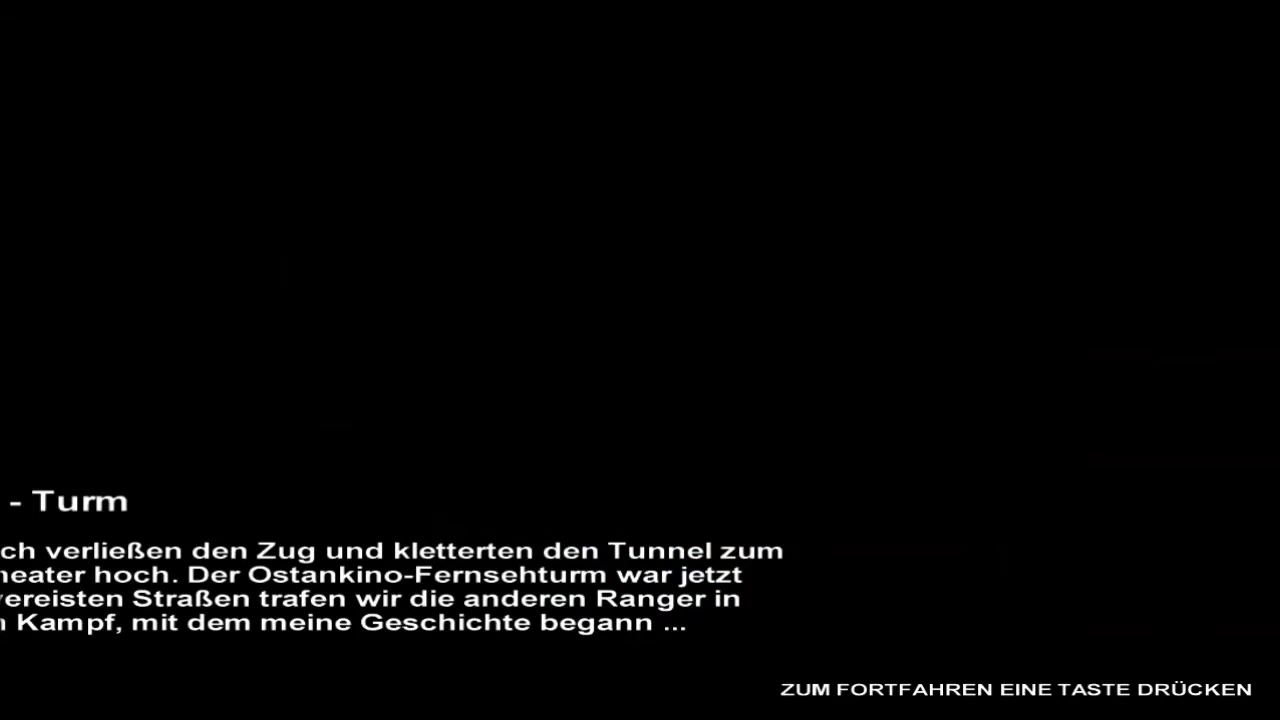 - Turm
ch verließen den Zug und kletterten den Tunnel zum
heater hoch. Der Ostankino-Fernsehturm war jetzt
vereisten Straßen trafen wir die anderen Ranger in
n Kampf, mit dem meine Geschichte begann ...
ZUM FORTFAHREN EINE TASTE DRÜCKEN